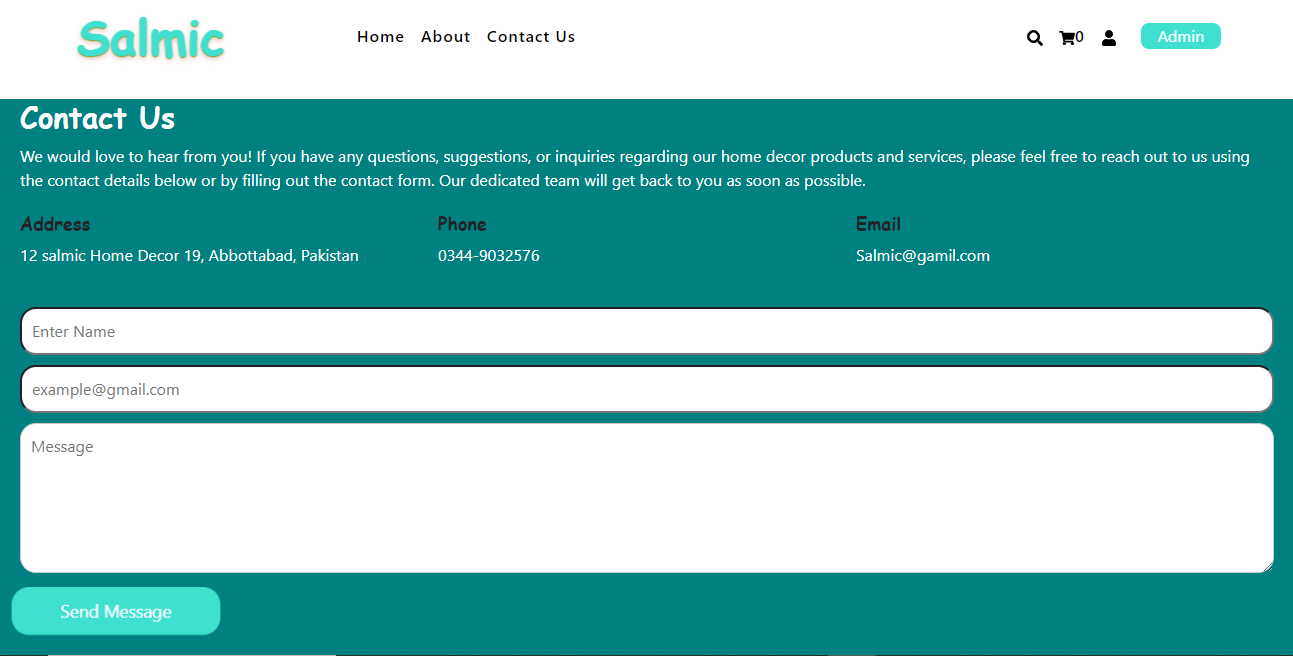 Salmic
Home About Contact Us
0
Admin
Contact Us
We would love to hear from you! If you have any questions, suggestions, or inquiries regarding our home decor products and services, please feel free to reach out to us using
the contact details below or by filling out the contact form. Our dedicated team will get back to you as soon as possible.
Address
12 salmic Home Decor 19, Abbottabad, Pakistan
Phone
0344-9032576
Email
Salmic@gamil.com
Enter Name
example@gmail.com
Message
Send Message